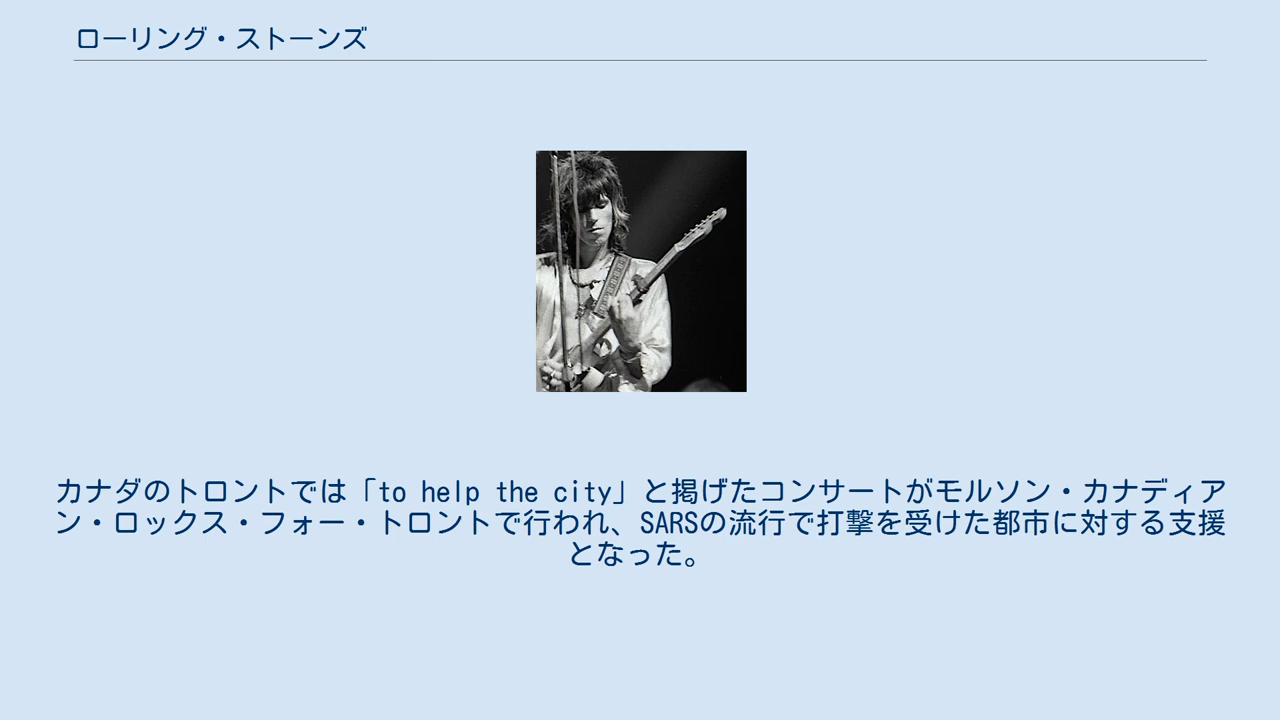 ローリング・ストーンズ
カナダのトロントでは「to help the city」と掲げたコンサートがモルソン・カナディア
ン・ロックス・フォー・トロントで行われ、SARSの流行で打撃を受けた都市に対する支援
となった。